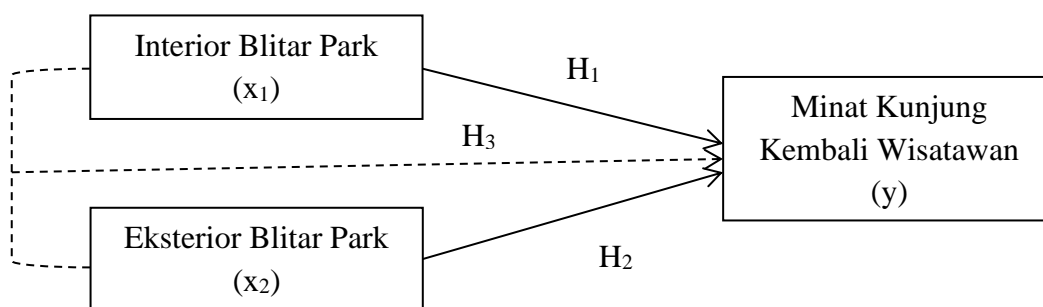 Interior Blitar Park
(x₁)
H₁
Minat Kunjung
Kembali Wisatawan
(y)
H₃
Eksterior Blitar Park
(x₂)
H₂